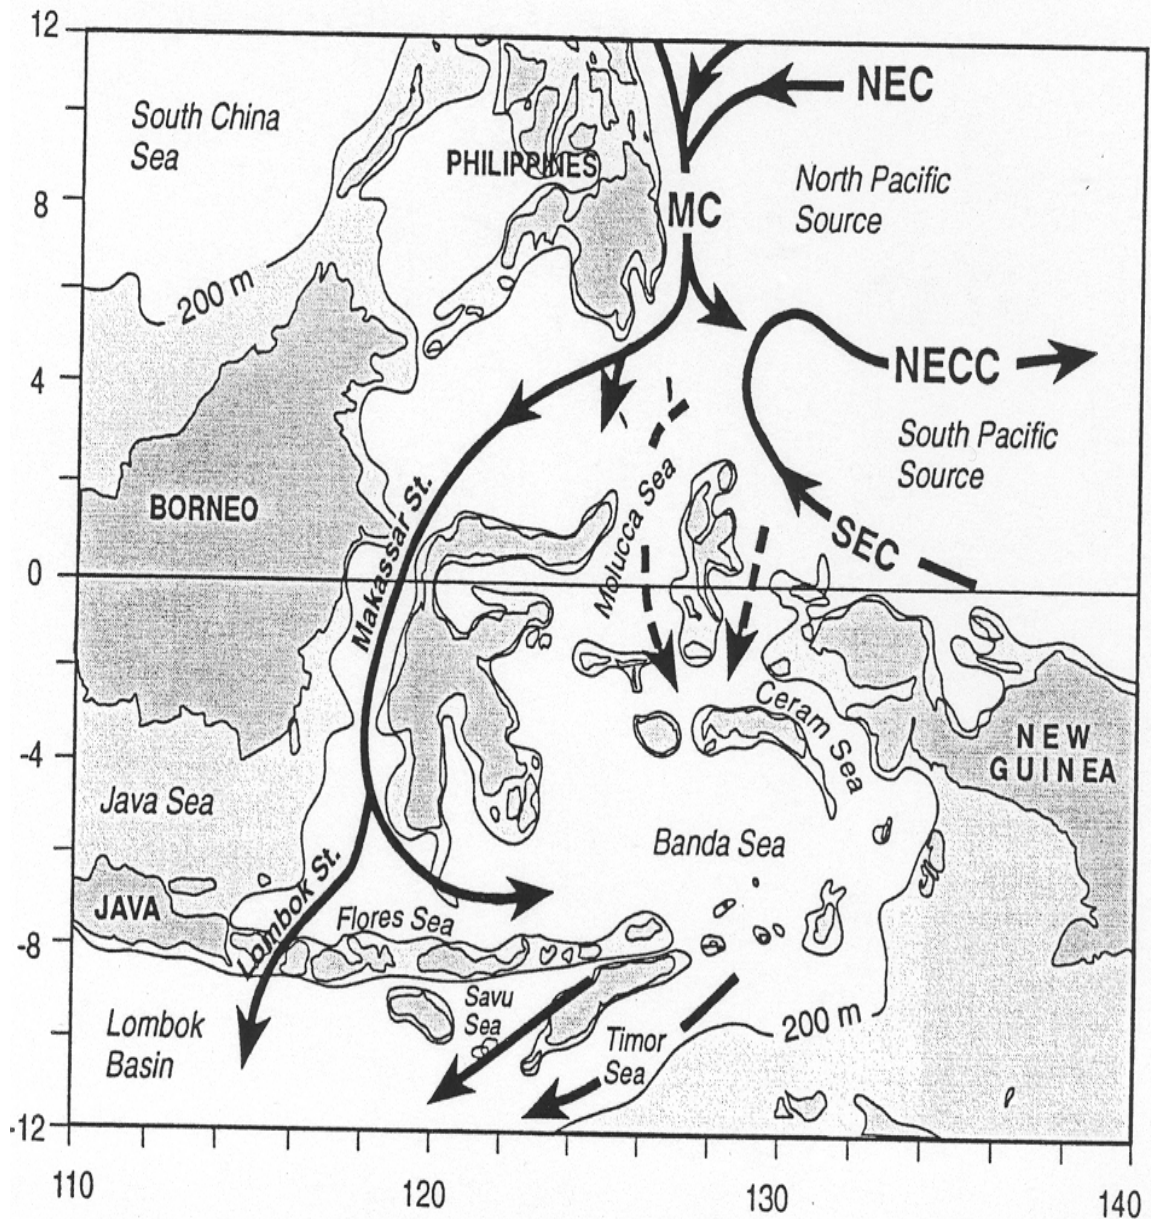 12
NEC
South China
Sea
PHILIPPINES
North Pacific
Source
8
MC
200 m
NECC
4
South Pacific
Source
Molucca Sea
Makassar St.
BORNEO
SEC
0
Ceram Sea
NEW
GUINEA
-4
Java Sea
Banda Sea
Lombok St.
JAVA
Flores Sea
-8
Savu
Sea
Lombok
Basin
200 m
Timor
Sea
-12
110
120
130
140